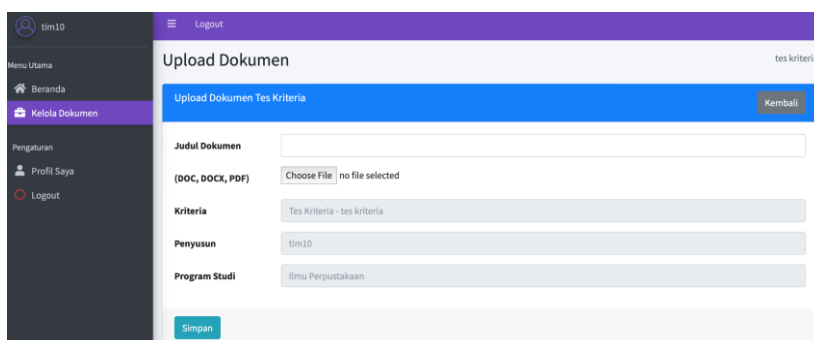 tim10
Logout
Menu Utama
Beranda
Kelola Dokumen
Pengaturan
Profil Saya
Logout
Upload Dokumen
tes kriteria
Upload Dokumen Tes Kriteria
Kembali
Judul Dokumen
(DOC, DOCX, PDF)
Choose File no file selected
Kriteria
Tes Kriteria - tes kriteria
Penyusun
tim10
Program Studi
Ilmu Perpustakaan
Simpan